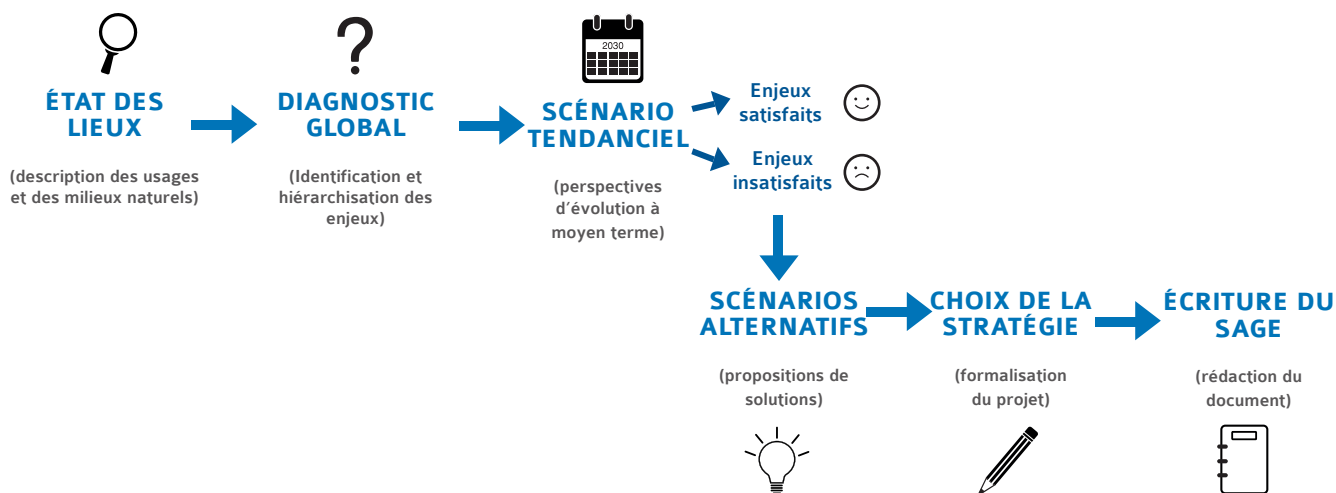 ÉTAT DES
LIEUX
(description des usages
et des milieux naturels)
DIAGNOSTIC
GLOBAL
(Identification et
hiérarchisation des
enjeux)
2030
SCÉNARIO
TENDANCIEL
(perspectives
d'évolution à
moyen terme)
Enjeux
satisfaits
Enjeux
insatisfaits
SCÉNARIOS
ALTERNATIFS
(propositions de
solutions)
CHOIX DE LA
STRATÉGIE
(formalisation
du projet)
ÉCRITURE DU
SAGE
(rédaction du
document)